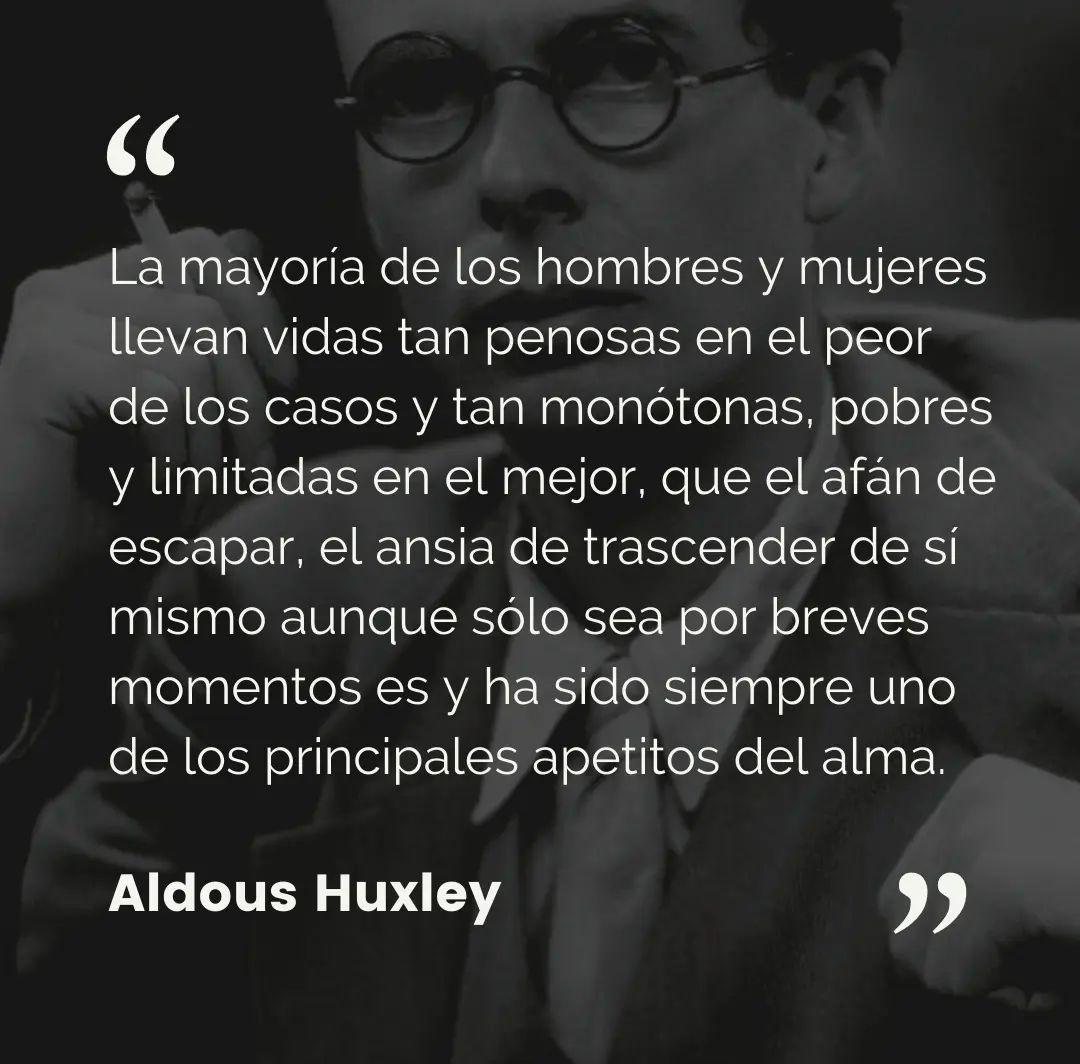 “
La mayoría de los hombres y mujeres
llevan vidas tan penosas en el peor
de los casos y tan monótonas, pobres
y limitadas en el mejor, que el afán de
escapar, el ansia de trascender de sí
mismo aunque sólo sea por breves
momentos es y ha sido siempre uno
de los principales apetitos del alma.
Aldous Huxley
”